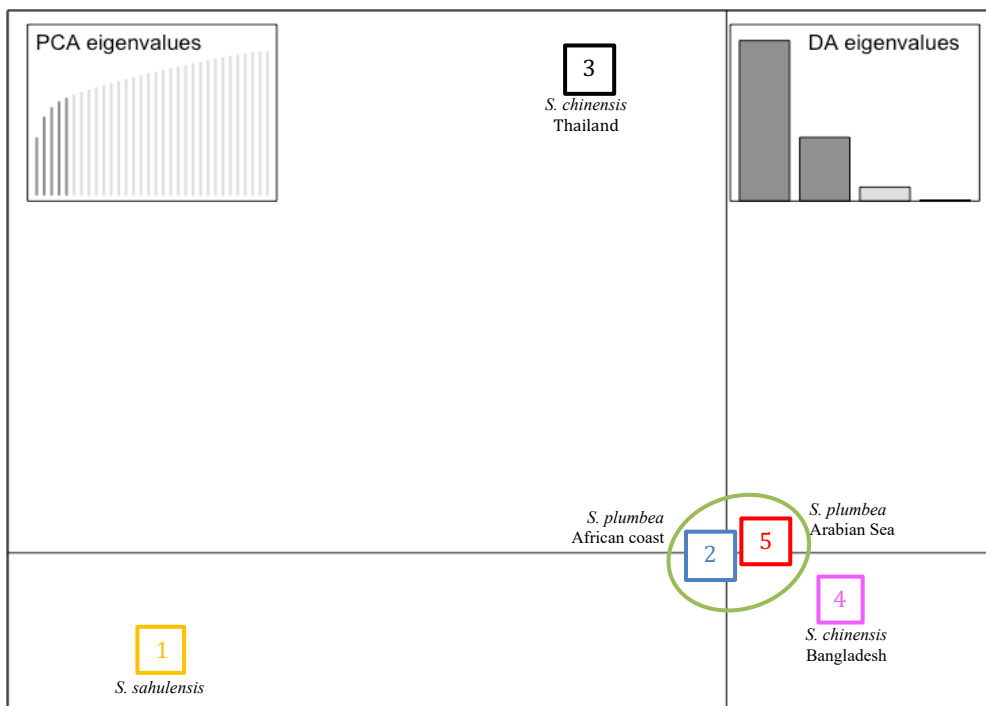 PCA eigenvalues
DA eigenvalues
3
S. chinensis
Thailand
S. plumbea
African coast
2
5
S. plumbea
Arabian Sea
4
S. chinensis
Bangladesh
1
S. sahulensis